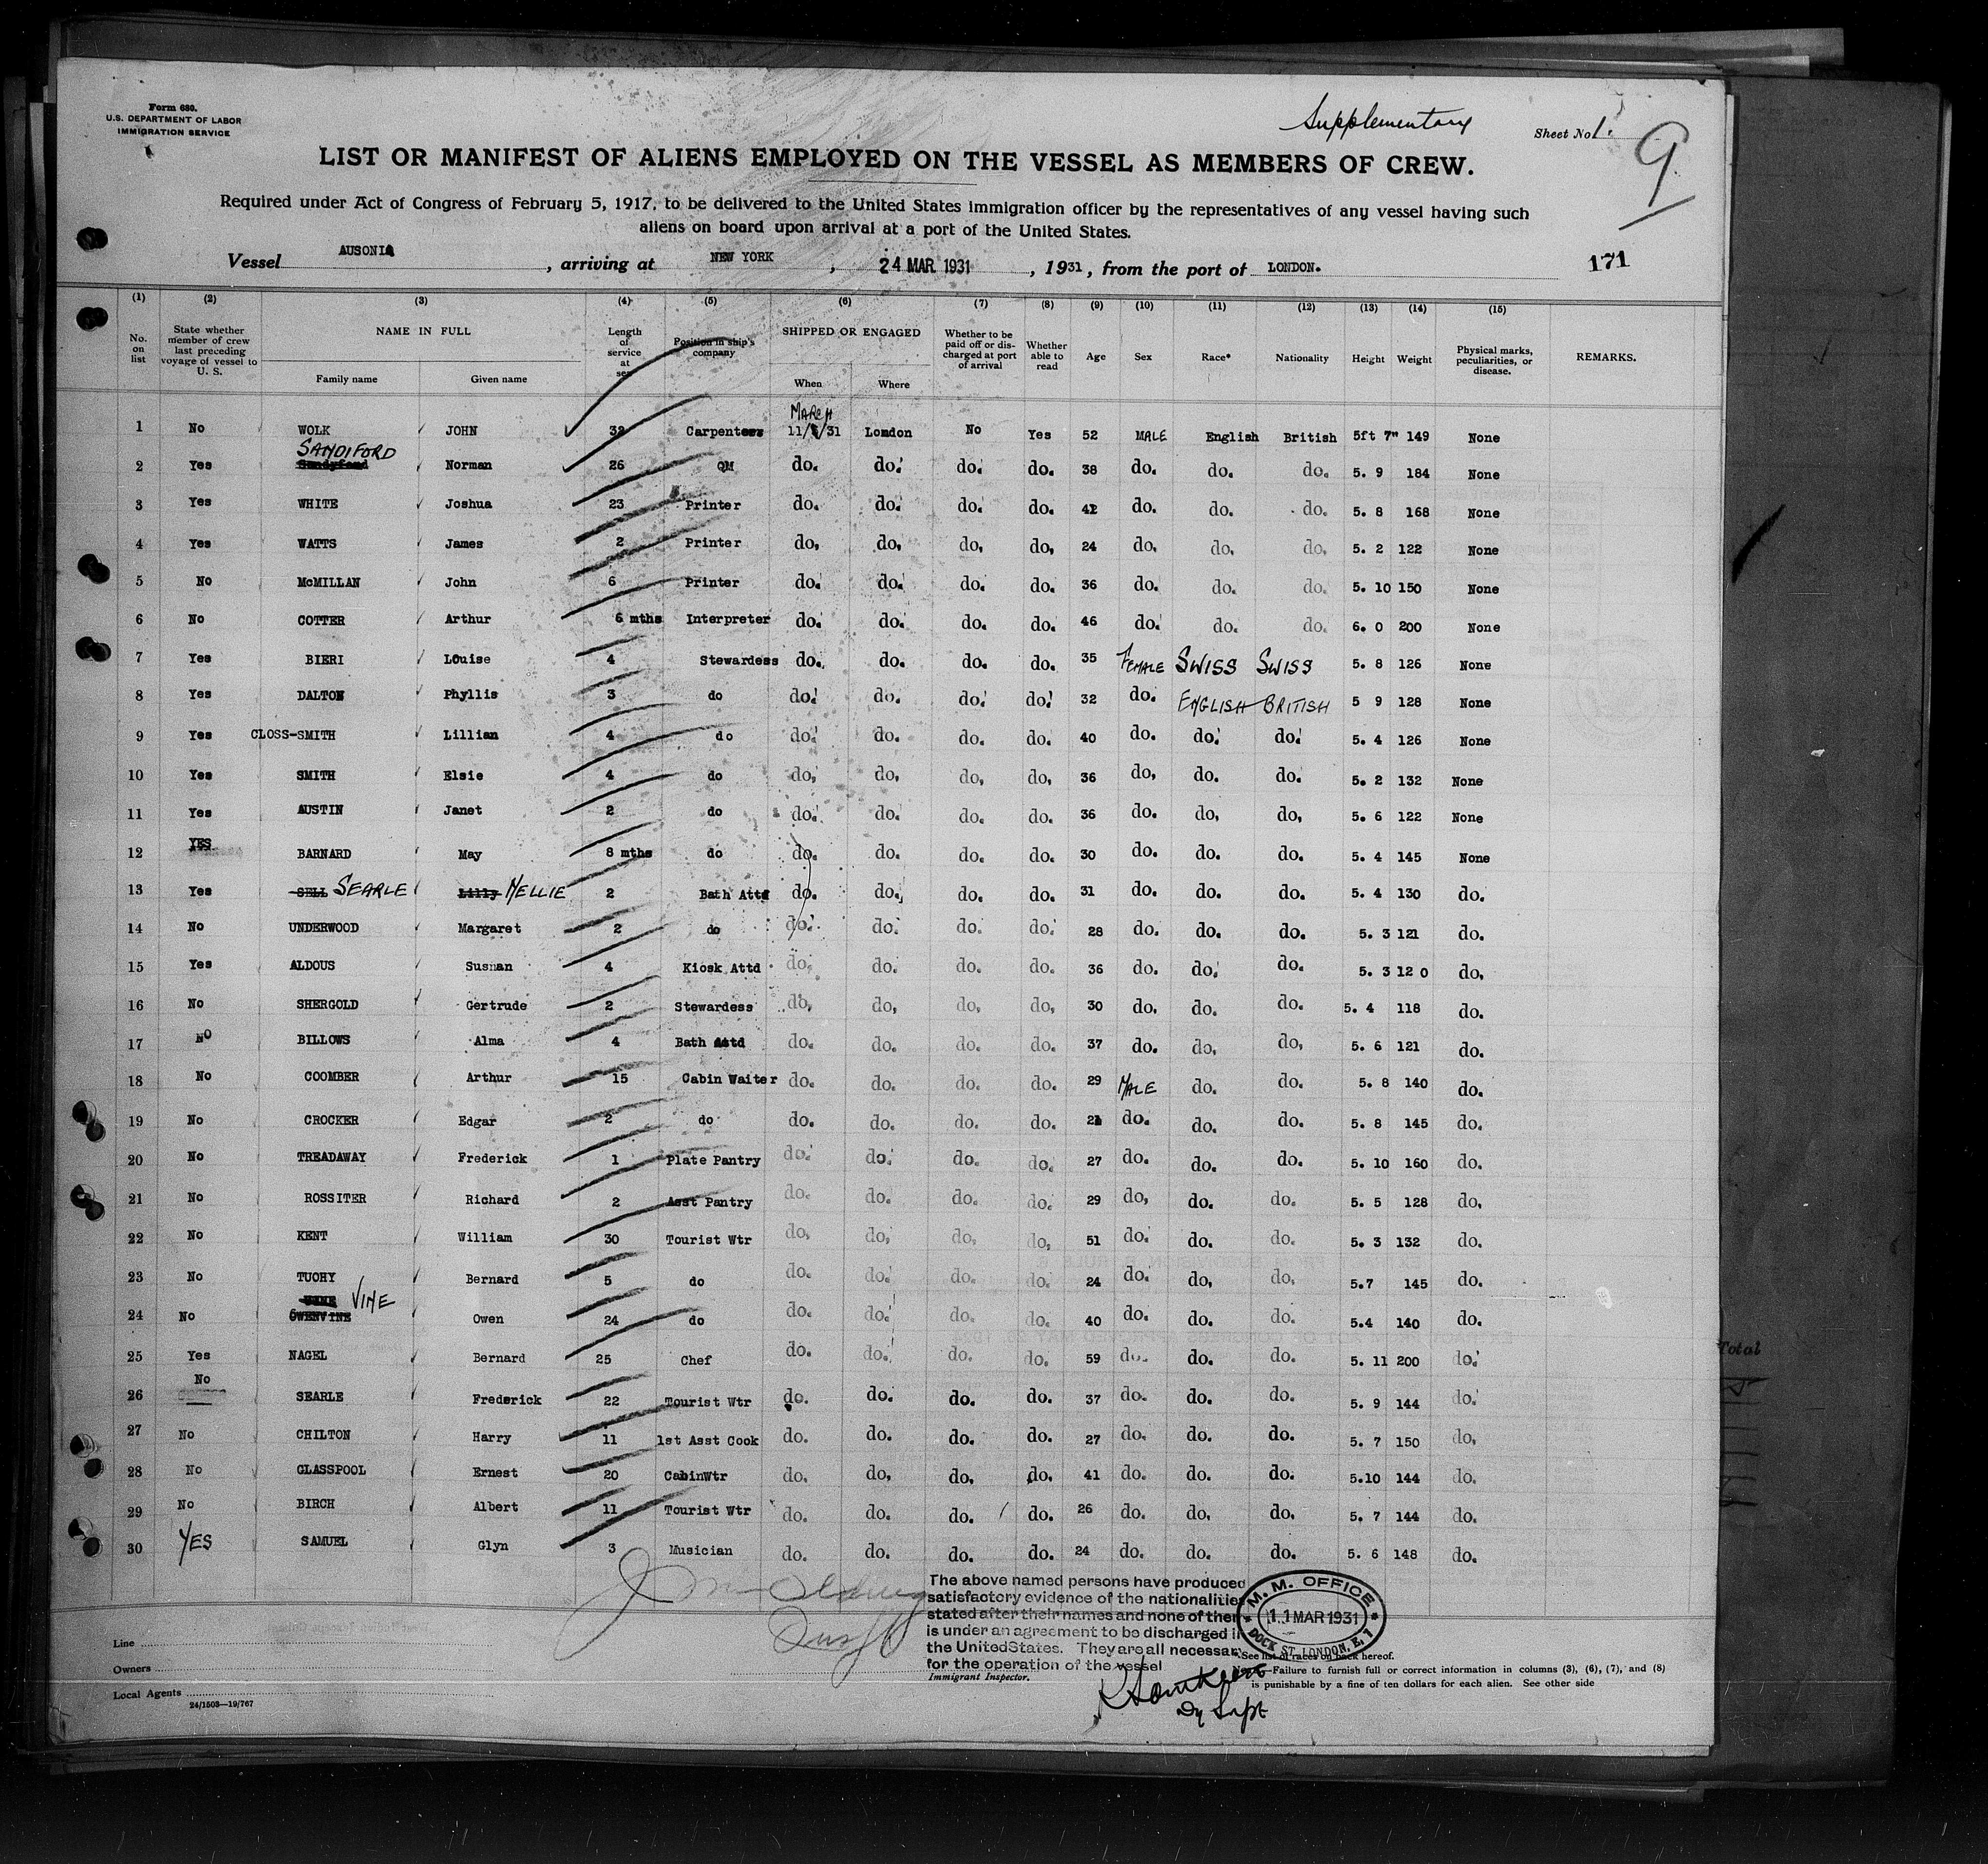 Form 680.
U.S. DEPARTMENT OF LABOR
IMMIGRATION SERVICE
Supplementary
Sheet No 1.
9
LIST OR MANIFEST OF ALIENS EMPLOYED ON THE VESSEL AS MEMBERS OF CREW.
Required under Act of Congress of February 5, 1917, to be delivered to the United States immigration officer by the representatives of any vessel having such
aliens on board upon arrival at a port of the United States.
Vessel AUSONIA, arriving at NEW YORK, 24 MAR 1931, 1931, from the port of LONDON.
171
(1) (2) (3) (4) (5) (6) (7) (8) (9) (10) (11) (12) (13) (14) (15)
No. on list State whether member of crew last preceding voyage of vessel to U. S. NAME IN FULL Family name Given name Length of service at sea Position in ship's company SHIPPED OR ENGAGED When Where Whether to be paid off or discharged at port of arrival Whether able to read Age Sex Race* Nationality Height Weight Physical marks, peculiarities, or disease. REMARKS.
1 No WOLK JOHN 32 Carpenter MARCH 11/ /31 London No Yes 52 MALE English British 5ft 7" 149 None
2 Yes SANDIFORD Norman 26 QM do. do. do. do. 38 do. do. do. 5. 9 184 None
3 Yes WHITE Joshua 23 Printer do. do. do. do. 42 do. do. do. 5. 8 168 None
4 Yes WATTS James 2 Printer do. do. do. do. 24 do. do. do. 5. 2 122 None
5 No McMILLAN John 6 Printer do. do. do. do. 36 do. do. do. 5. 10 150 None
6 No COTTER Arthur 6 mths Interpreter do. do. do. do. 46 do. do. do. 6. 0 200 None
7 Yes BIERI Louise 4 Stewardess do. do. do. do. 35 FEMALE SWISS SWISS 5. 8 126 None
8 Yes DALTON Phyllis 3 do do. do. do. do. 32 do. ENGLISH BRITISH 5 9 128 None
9 Yes CLOSS-SMITH Lillian 4 do do. do. do. do. 40 do. do. do. 5. 4 126 None
10 Yes SMITH Elsie 4 do do. do. do. do. 36 do. do. do. 5. 2 132 None
11 Yes AUSTIN Janet 2 do do. do. do. do. 36 do. do. do. 5. 6 122 None
12 YES BARNARD May 8 mths do do. do. do. do. 30 do. do. do. 5. 4 145 None
13 Yes SELL SEARLE Lilly NELLIE 2 Bath Attd do. do. do. do. 31 do. do. do. 5. 4 130 do.
14 No UNDERWOOD Margaret 2 do do. do. do. do. 28 do. do. do. 5. 3 121 do.
15 Yes ALDOUS Susnan 4 Kiosk Attd do. do. do. do. 36 do. do. do. 5. 3 12 0 do.
16 No SHERGOLD Gertrude 2 Stewardess do. do. do. do. 30 do. do. do. 5. 4 118 do.
17 NO BILLOWS Alma 4 Bath Attd do. do. do. do. 37 do. do. do. 5. 6 121 do.
18 No COOMBER Arthur 15 Cabin Waiter do. do. do. do. 29 MALE do. do. 5. 8 140 do.
19 No CROCKER Edgar 2 do do. do. do. do. 21 do. do. do. 5. 8 145 do.
20 No TREADAWAY Frederick 1 Plate Pantry do. do. do. do. 27 do. do. do. 5. 10 160 do.
21 No ROSSITER Richard 2 Asst Pantry do. do. do. do. 29 do. do. do. 5. 5 128 do.
22 No KENT William 30 Tourist Wtr do. do. do. do. 51 do. do. do. 5. 3 132 do.
23 No TUOHY Bernard 5 do do. do. do. do. 24 do. do. do. 5.7 145 do.
24 No OWENVINE VINE Owen 24 do do. do. do. do. 40 do. do. do. 5.4 140 do.
25 Yes NAGEL Bernard 25 Chef do. do. do. do. 59 do. do. do. 5. 11 200 do.
26 No SEARLE Frederick 22 Tourist Wtr do. do. do. do. 37 do. do. do. 5. 9 144 do.
27 No CHILTON Harry 11 1st Asst Cook do. do. do. do. 27 do. do. do. 5. 7 150 do.
28 No GLASSPOOL Ernest 20 CabinWtr do. do. do. do. 41 do. do. do. 5.10 144 do.
29 No BIRCH Albert 11 Tourist Wtr do. do. do. do. 26 do. do. do. 5. 7 144 do.
30 YES SAMUEL Glyn 3 Musician do. do. do. do. 24 do. do. do. 5. 6 148 do.
The above named persons have produced
satisfactory evidence of the nationalities
stated after their names and none of them
is under an agreement to be discharged in
the United States. They are all necessary
for the operation of the vessel
M. M. OFFICE
11 MAR 1931
DOCK ST. LONDON, E. 1
Line
Owners
Local Agents
24/1503—19/767
Immigrant Inspector.
*See list of races on back hereof.
Note.—Failure to furnish full or correct information in columns (3), (6), (7), and (8)
is punishable by a fine of ten dollars for each alien. See other side
Dy Supt
Total